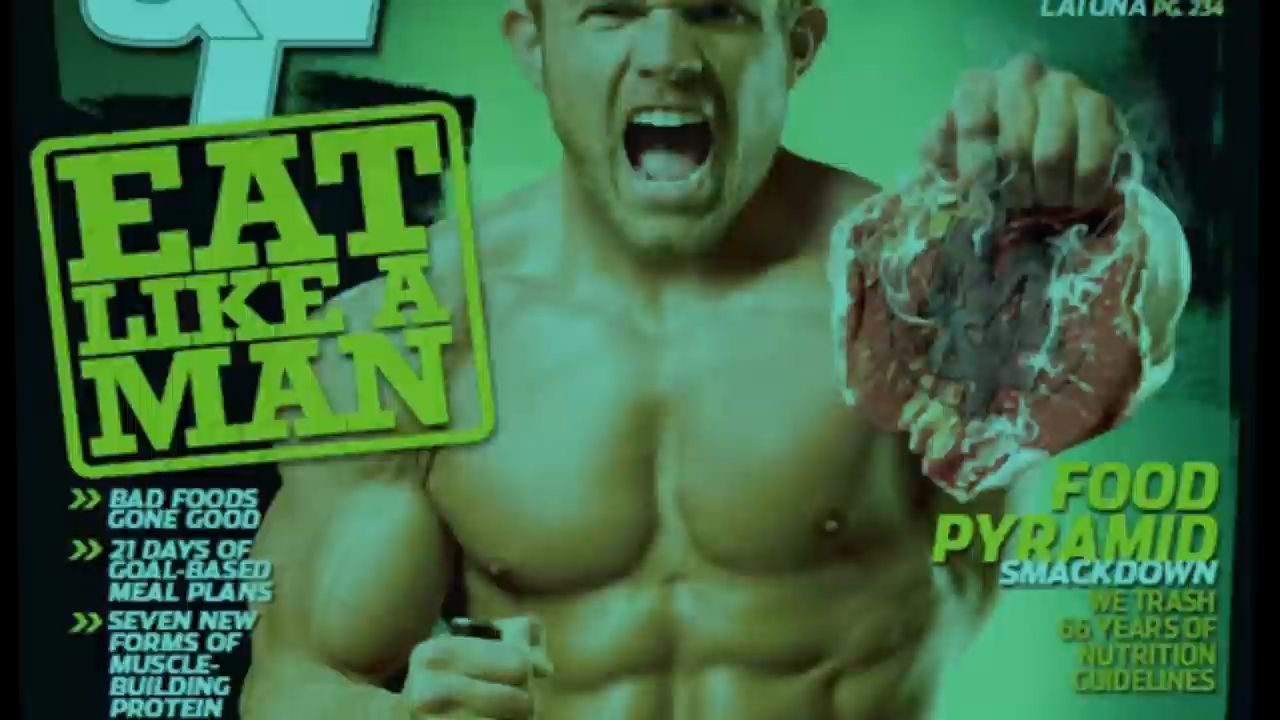 LATONA PG. 234
EAT
LIKE A
MAN
>> BAD FOODS
GONE GOOD
>> 21 DAYS OF
GOAL-BASED
MEAL PLANS
>> SEVEN NEW
FORMS OF
MUSCLE-
BUILDING
PROTEIN
FOOD
PYRAMID
SMACKDOWN
WE TRASH
66 YEARS OF
NUTRITION
GUIDELINES